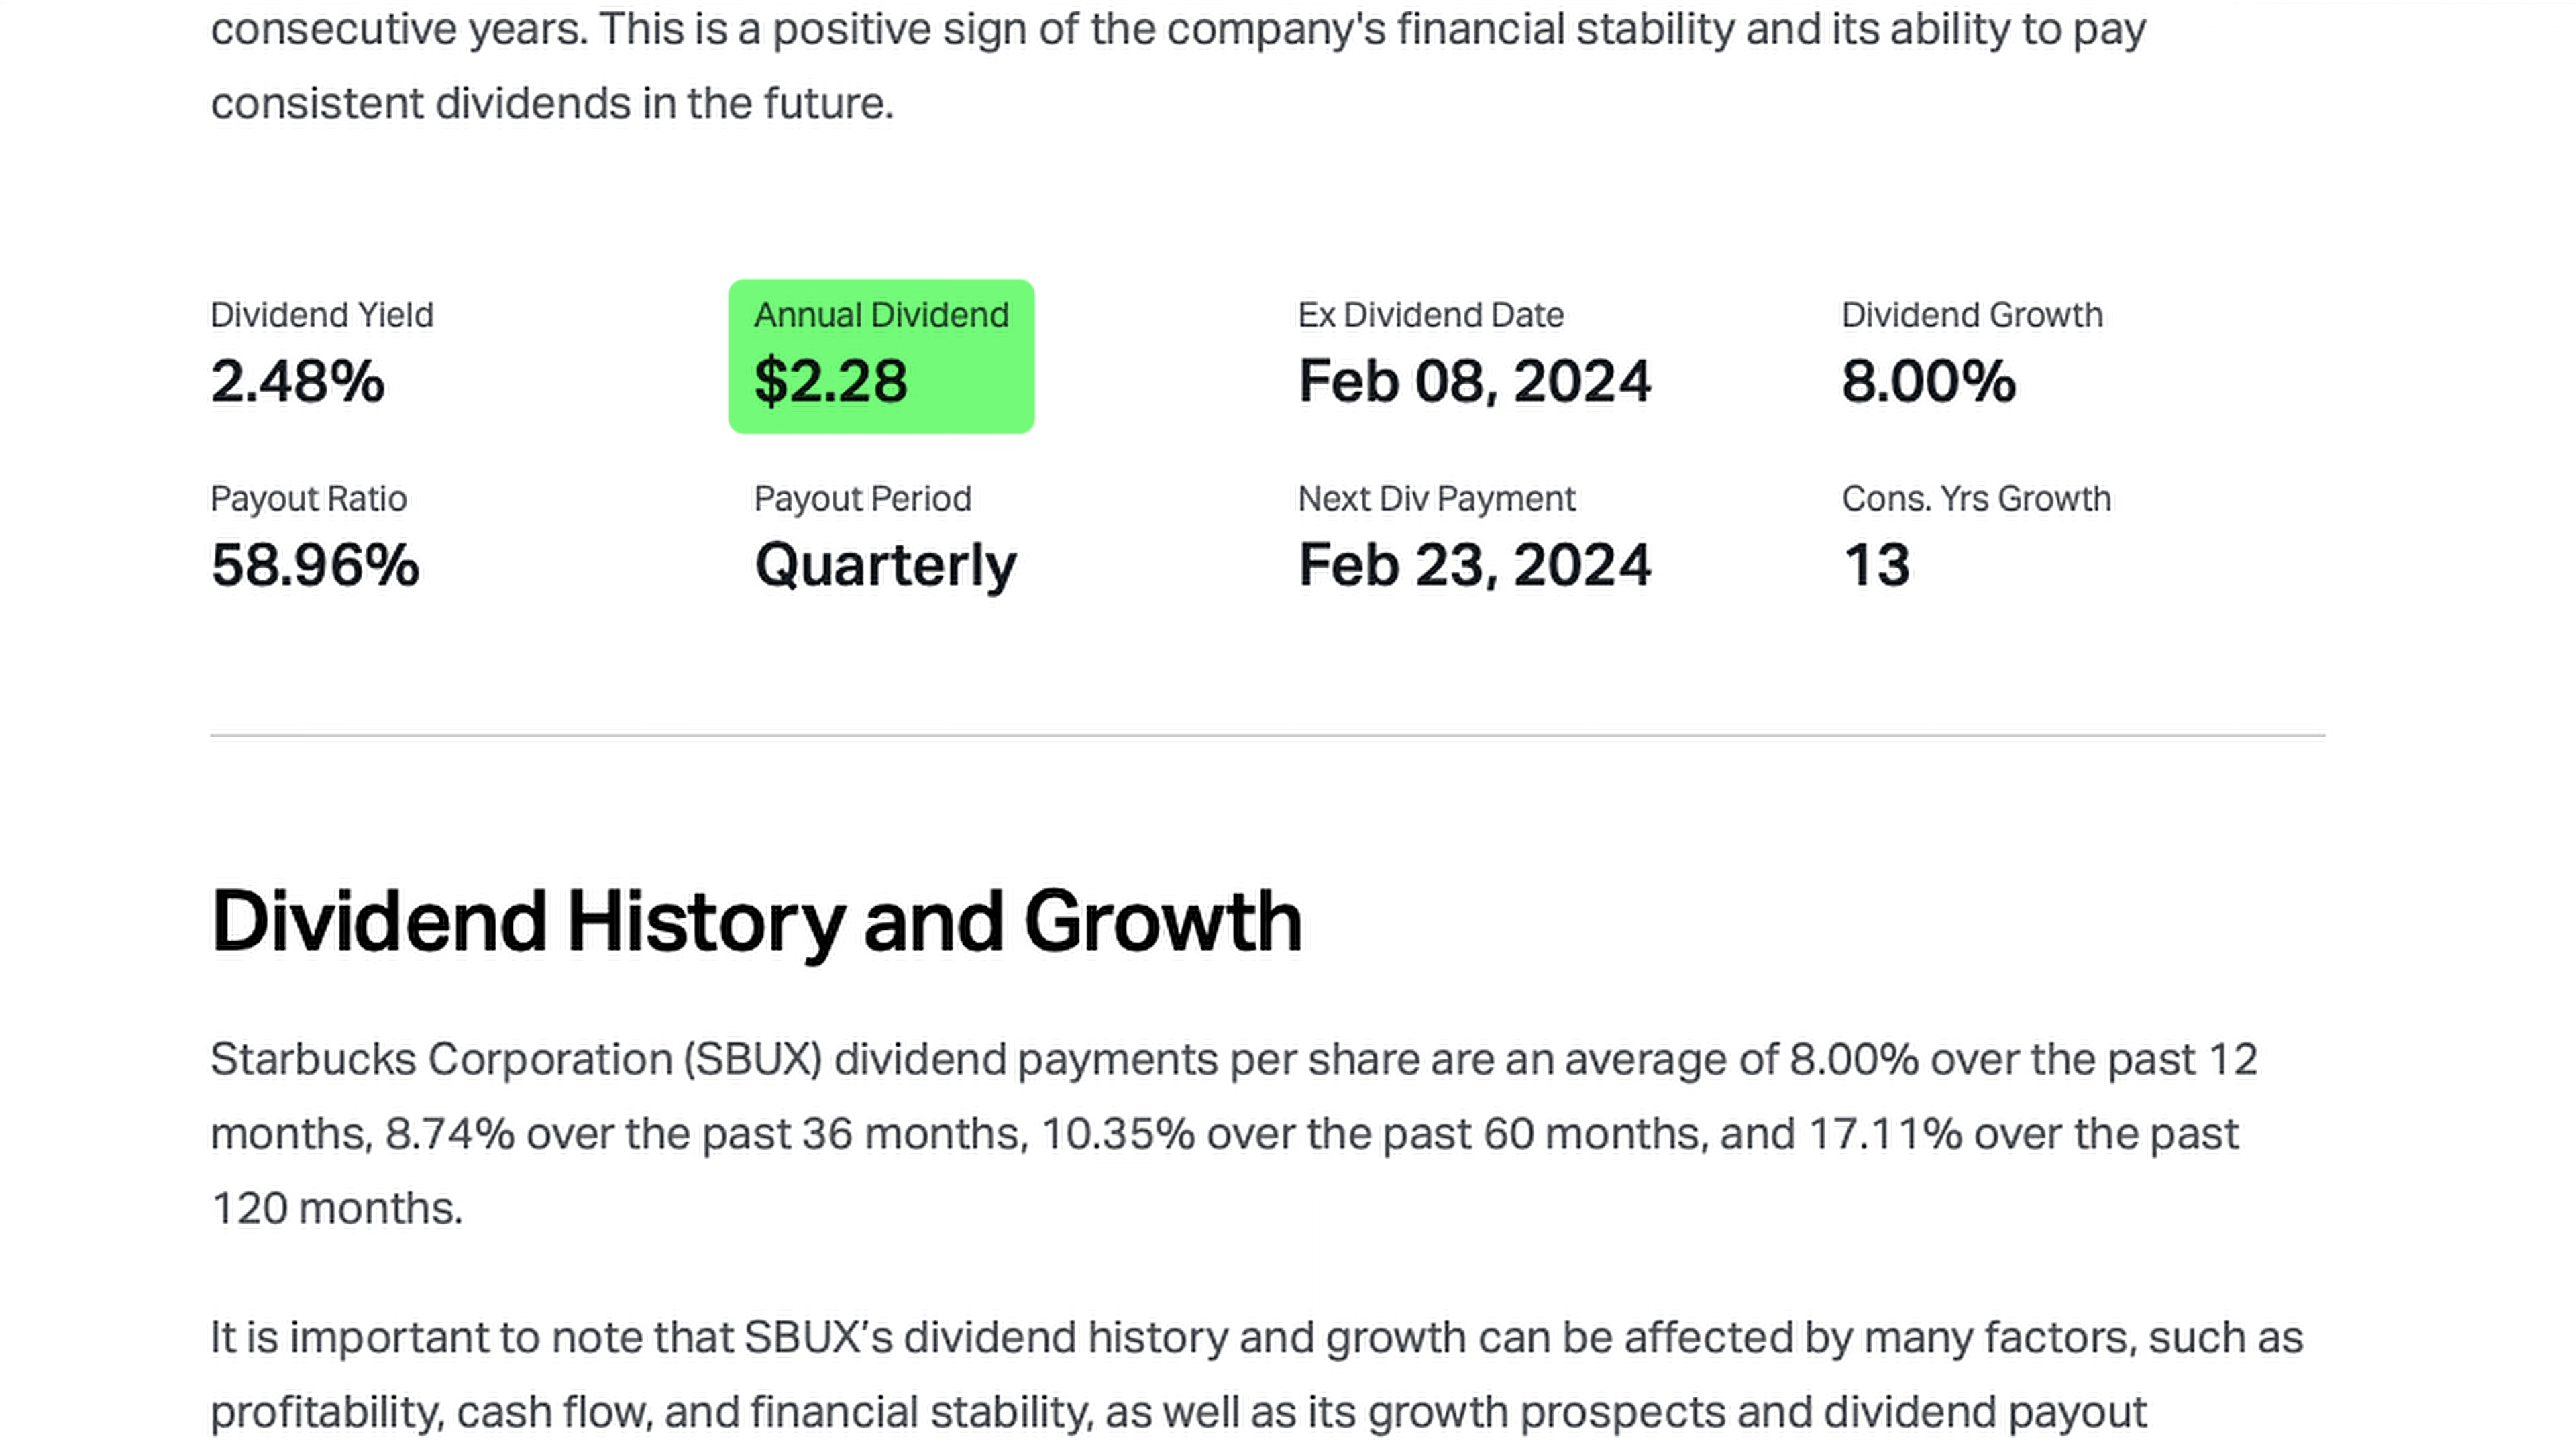 consecutive years. This is a positive sign of the company's financial stability and its ability to pay
consistent dividends in the future.
Dividend Yield
2.48%
Annual Dividend
$2.28
Ex Dividend Date
Feb 08, 2024
Dividend Growth
8.00%
Payout Ratio
58.96%
Payout Period
Quarterly
Next Div Payment
Feb 23, 2024
Cons. Yrs Growth
13
Dividend History and Growth
Starbucks Corporation (SBUX) dividend payments per share are an average of 8.00% over the past 12
months, 8.74% over the past 36 months, 10.35% over the past 60 months, and 17.11% over the past
120 months.
It is important to note that SBUX’s dividend history and growth can be affected by many factors, such as
profitability, cash flow, and financial stability, as well as its growth prospects and dividend payout